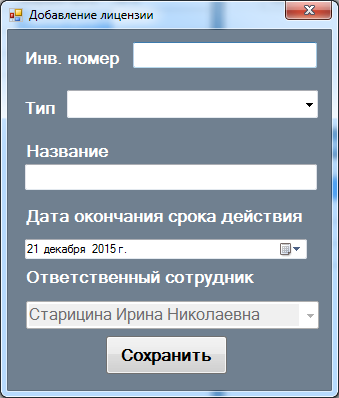 Добавление лицензии
Инв. номер
Тип
Название
Дата окончания срока действия
21 декабря 2015 г.
Ответственный сотрудник
Старицина Ирина Николаевна
Сохранить